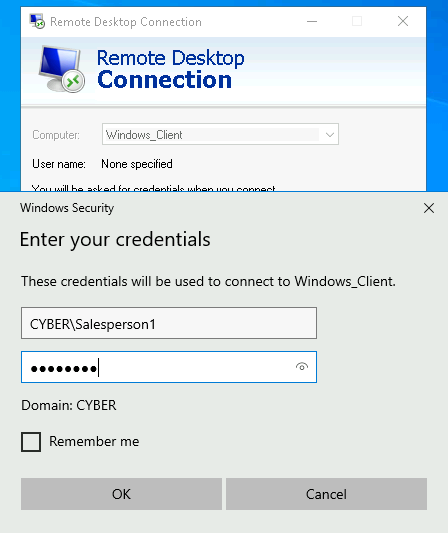 Remote Desktop Connection
Remote Desktop
Connection
Computer: Windows_Client
User name: None specified
You will be asked for credentials when you connect.
Windows Security
Enter your credentials
These credentials will be used to connect to Windows_Client.
CYBER\Salesperson1
●●●●●●●●
Domain: CYBER
Remember me
OK Cancel